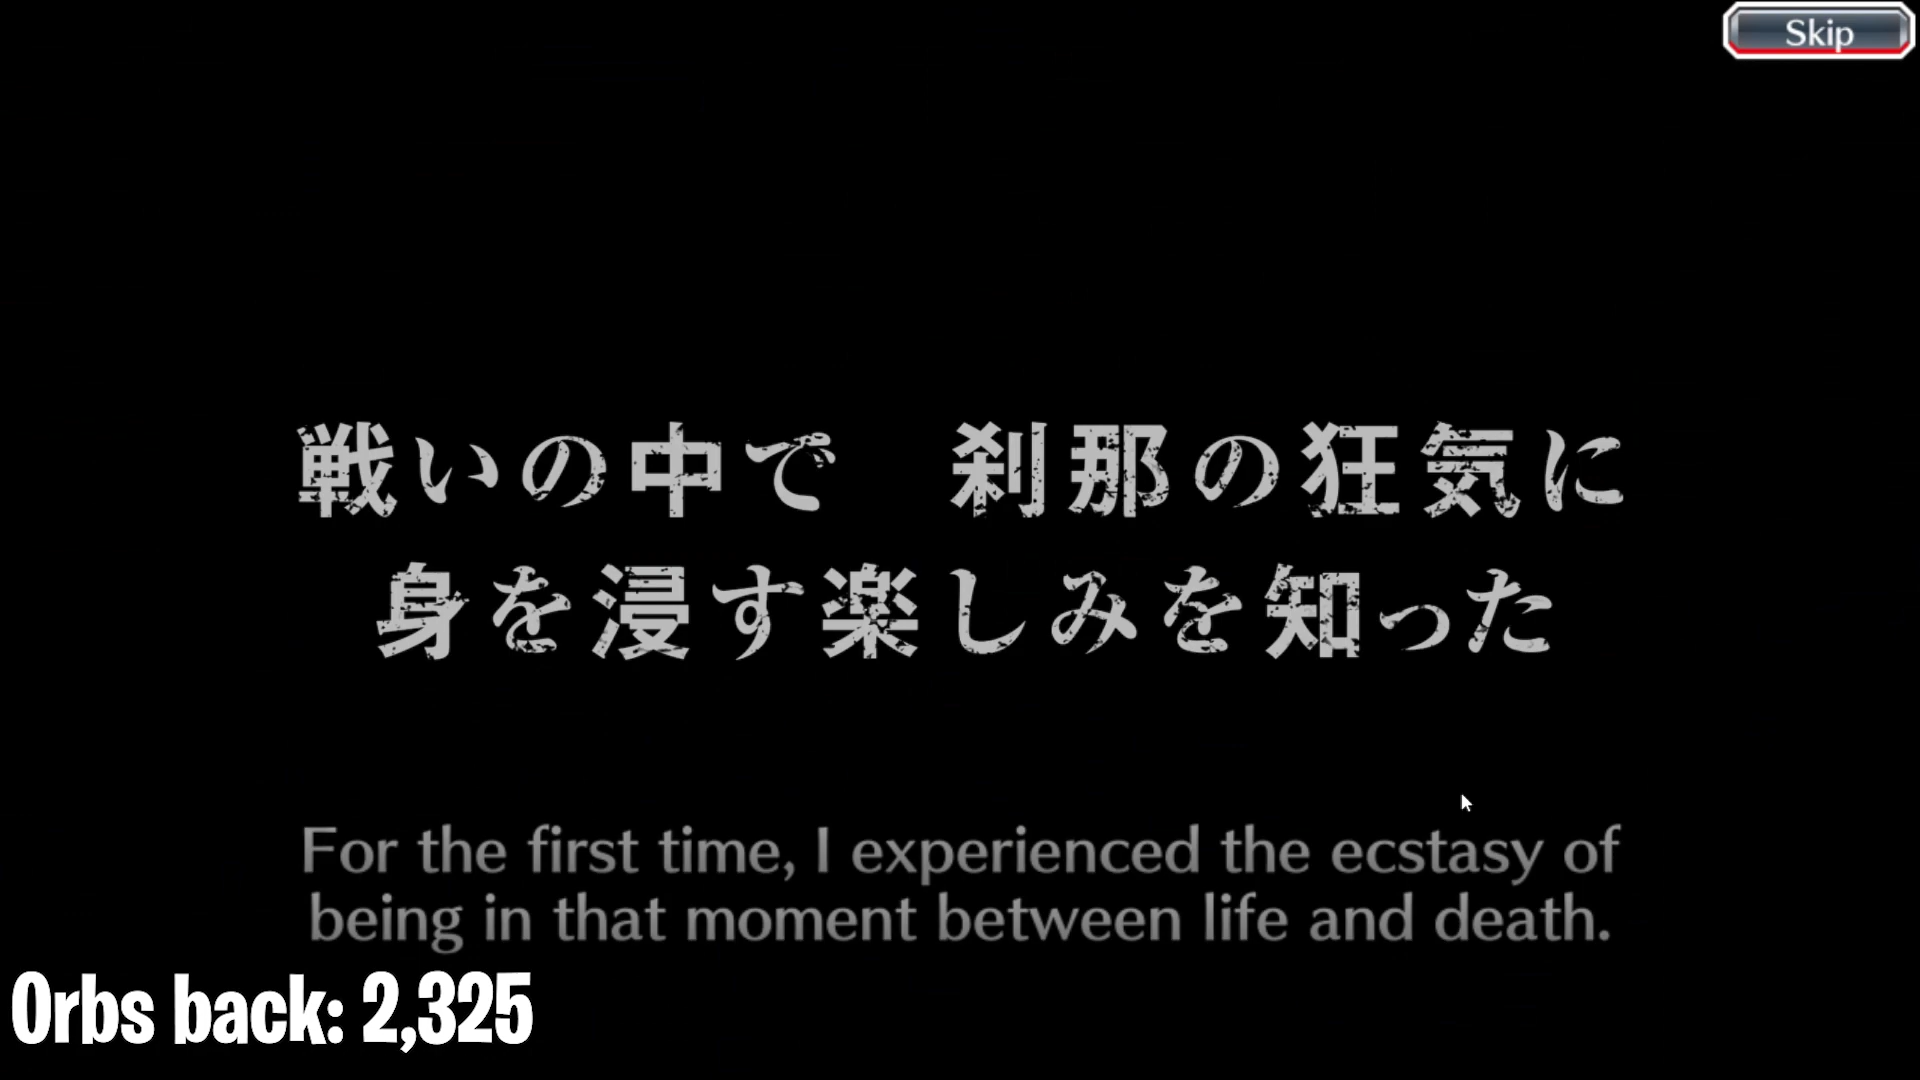 Skip
戦いの中で　刹那の狂気に
身を浸す楽しみを知った
For the first time, I experienced the ecstasy of
being in that moment between life and death.
Orbs back: 2,325